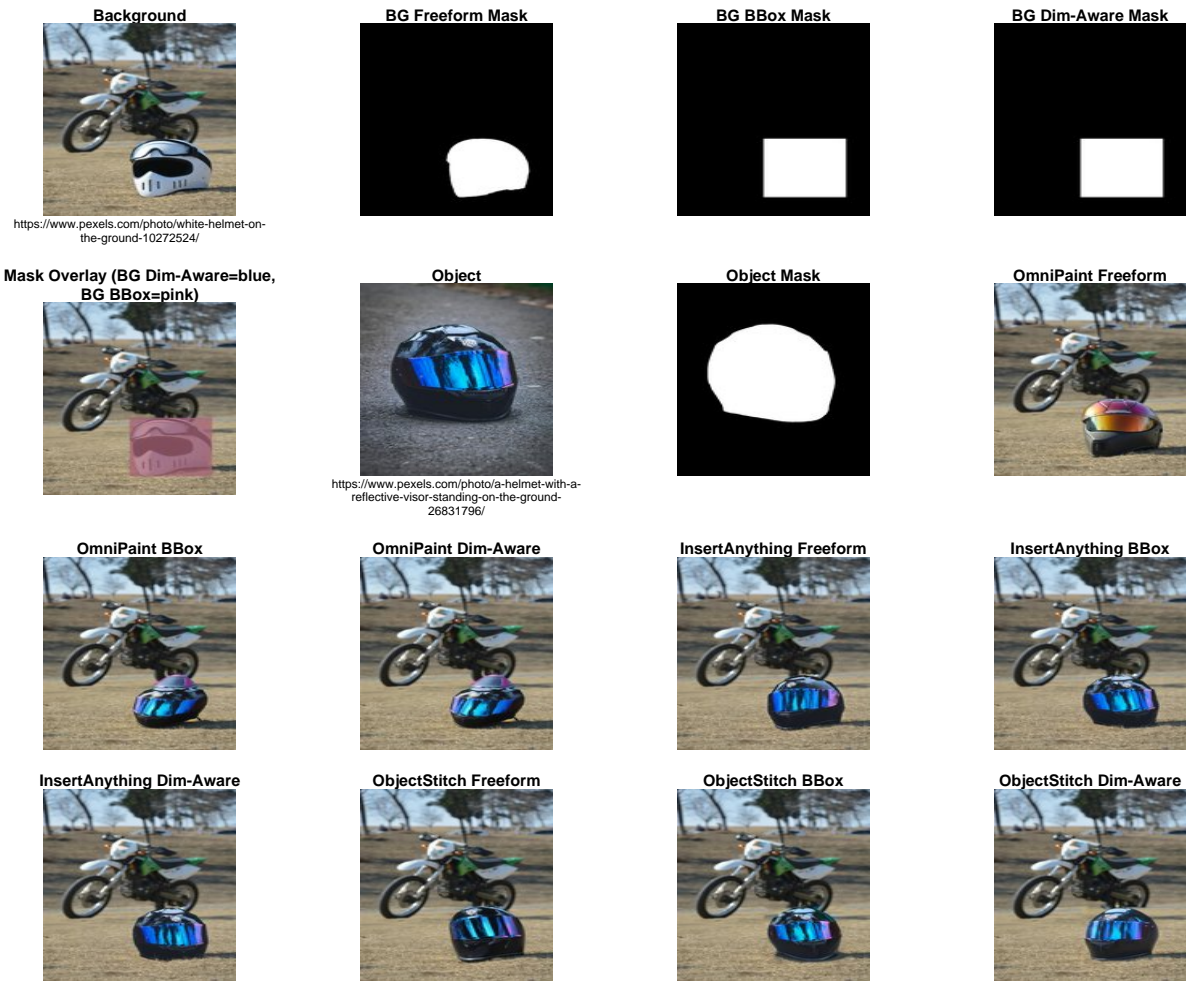 Background
BG Freeform Mask
BG BBox Mask
BG Dim-Aware Mask
https://www.pexels.com/photo/white-helmet-on-
the-ground-10272524/
Mask Overlay (BG Dim-Aware=blue,
BG BBox=pink)
Object
Object Mask
OmniPaint Freeform
https://www.pexels.com/photo/a-helmet-with-a-
reflective-visor-standing-on-the-ground-
26831796/
OmniPaint BBox
OmniPaint Dim-Aware
InsertAnything Freeform
InsertAnything BBox
InsertAnything Dim-Aware
ObjectStitch Freeform
ObjectStitch BBox
ObjectStitch Dim-Aware